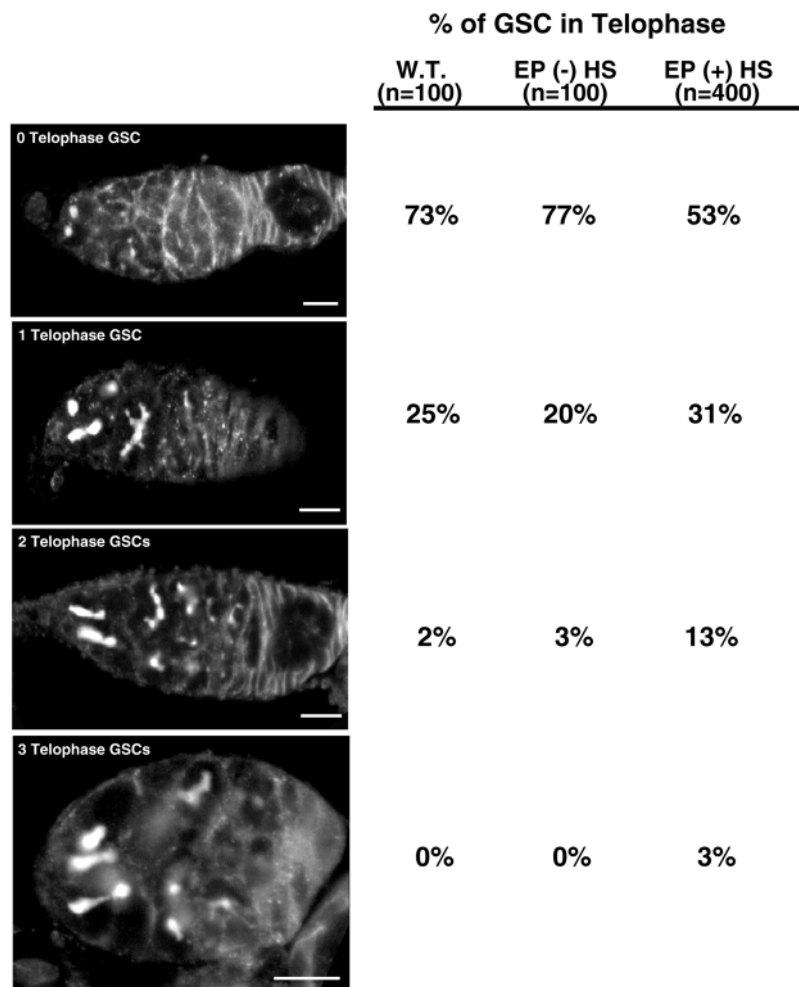 % of GSC in Telophase
W.T. EP (-) HS EP (+) HS
(n=100) (n=100) (n=400)
0 Telophase GSC
73% 77% 53%
1 Telophase GSC
25% 20% 31%
2 Telophase GSCs
2% 3% 13%
3 Telophase GSCs
0% 0% 3%